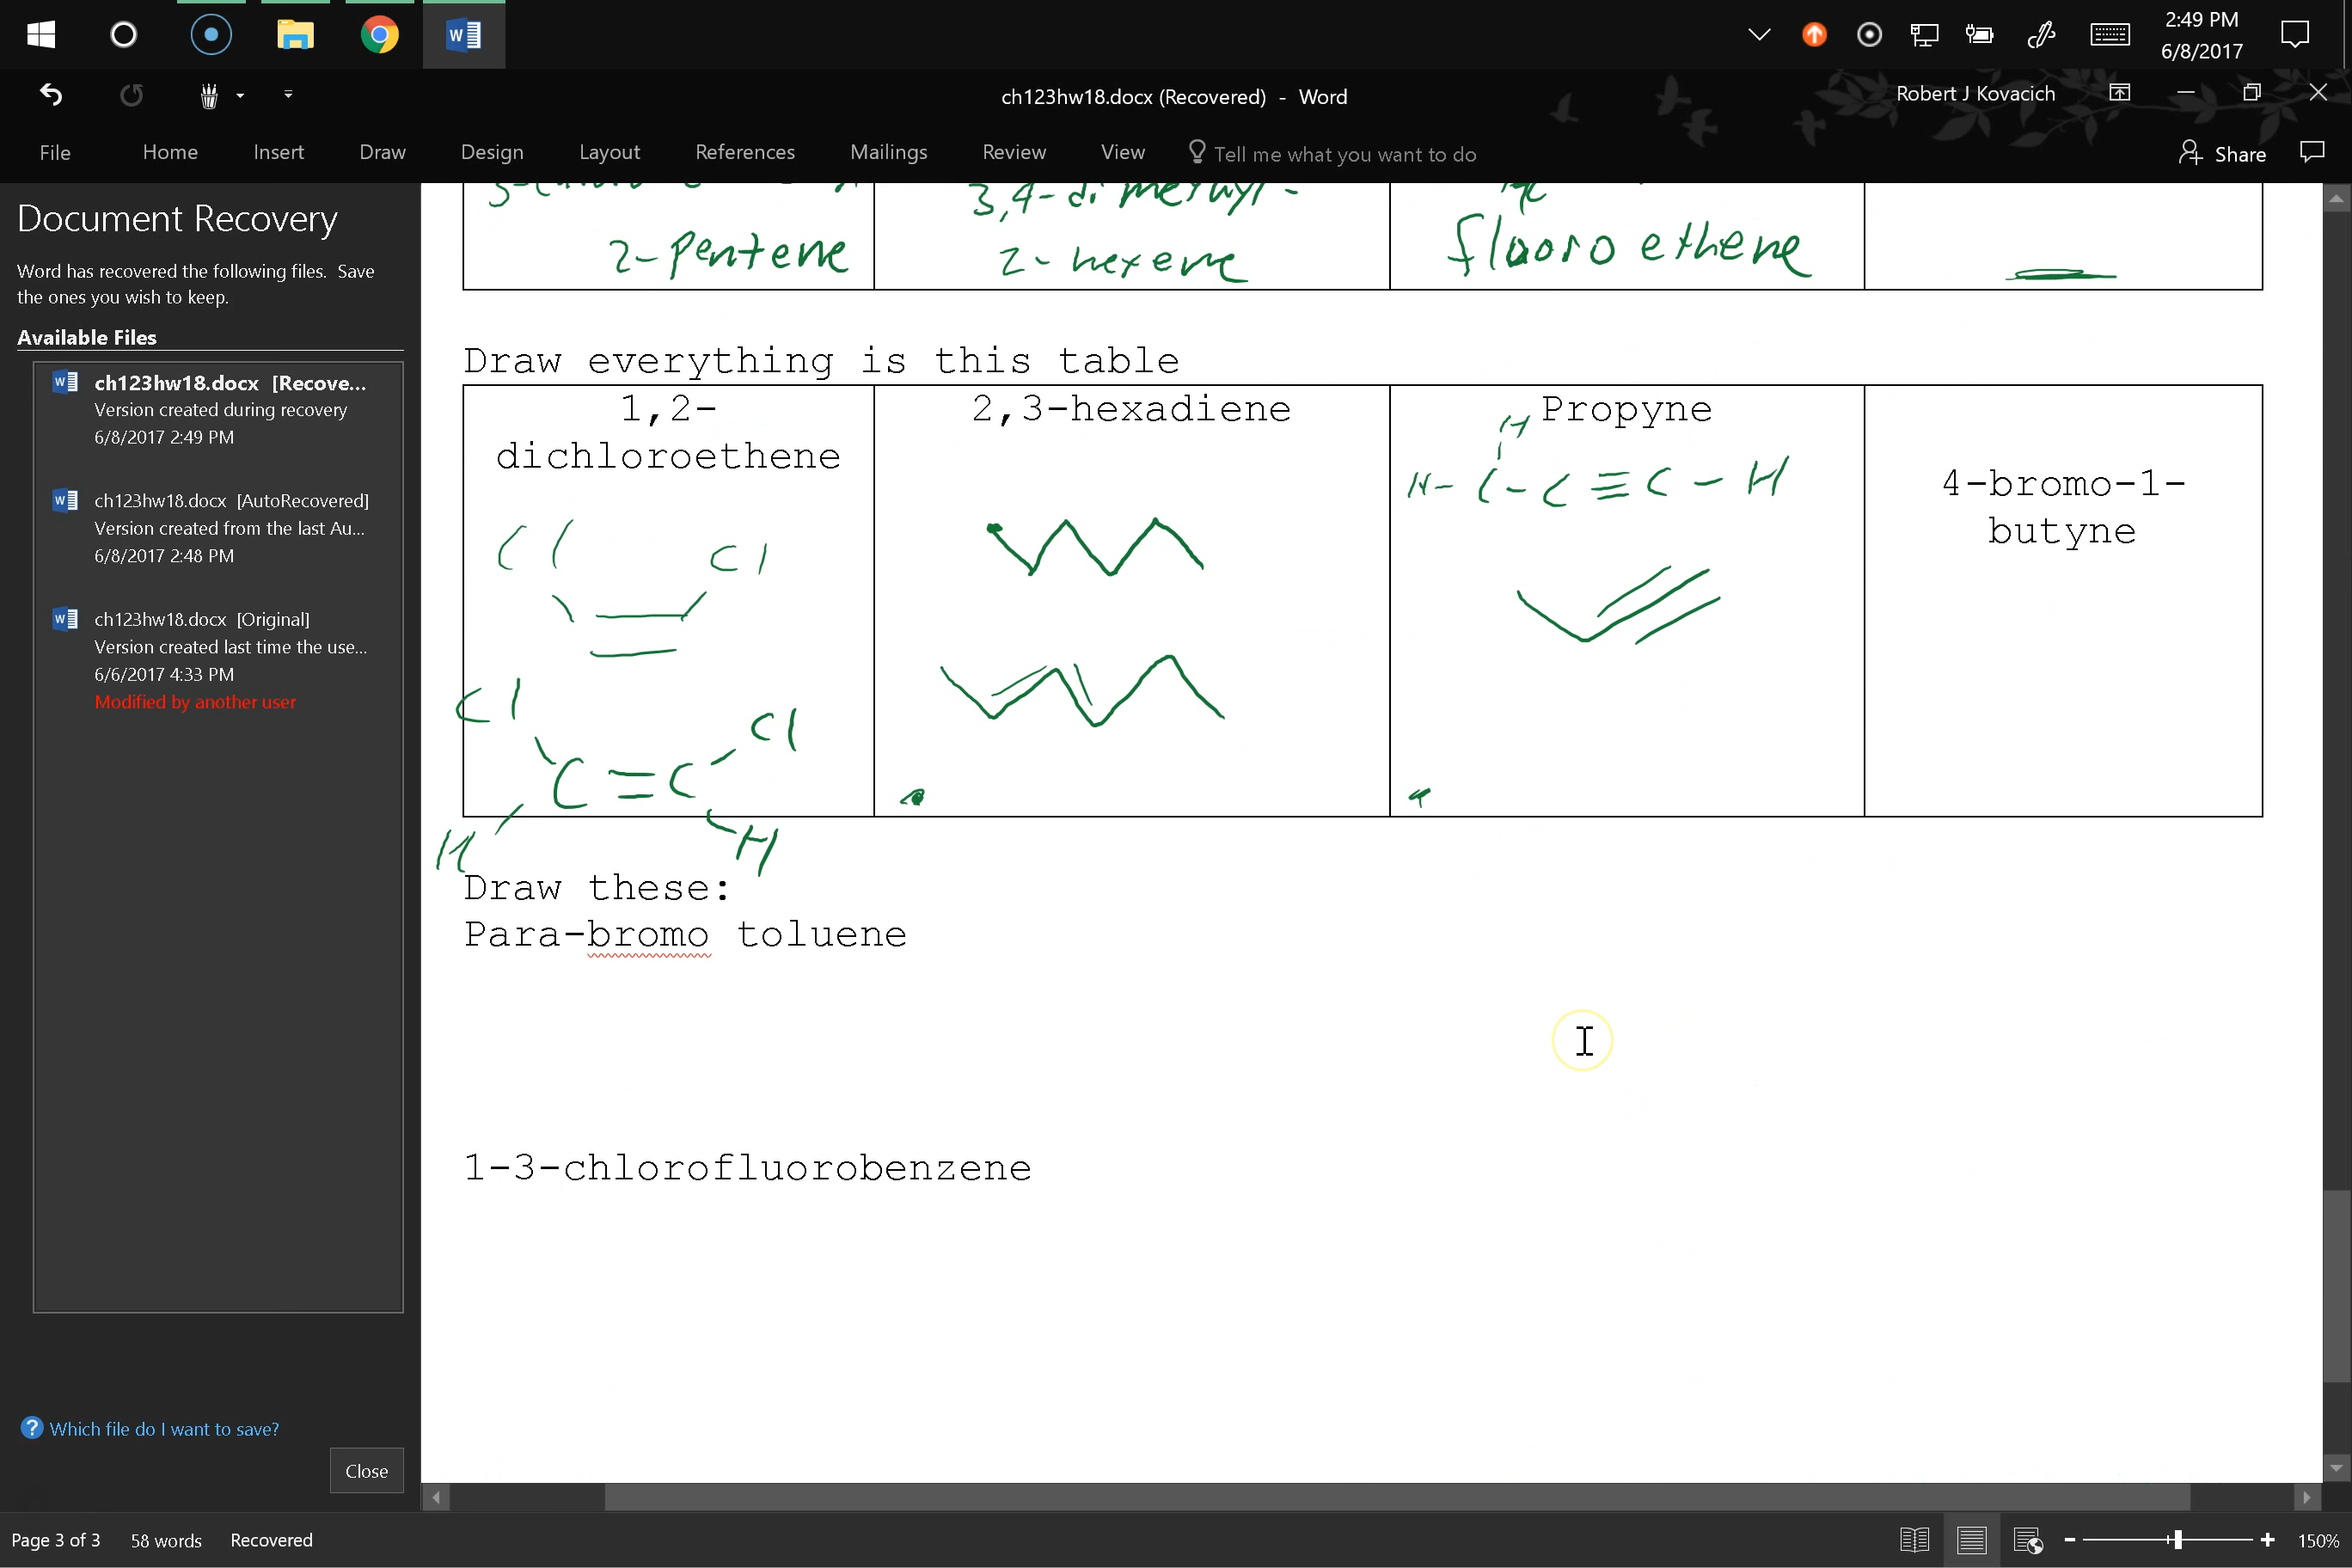 2:49 PM
6/8/2017
ch123hw18.docx (Recovered) - Word
Robert J Kovacich
File Home Insert Draw Design Layout References Mailings Review View Tell me what you want to do Share
Document Recovery
Word has recovered the following files. Save
the ones you wish to keep.
Available Files
ch123hw18.docx [Recove...
Version created during recovery
6/8/2017 2:49 PM
ch123hw18.docx [AutoRecovered]
Version created from the last Au...
6/8/2017 2:48 PM
ch123hw18.docx [Original]
Version created last time the use...
6/6/2017 4:33 PM
Modified by another user
Which file do I want to save?
Close
2-pentene
3,4-dimethyl-
2-hexene
fluoro ethene
Draw everything is this table
1,2-
dichloroethene
Cl Cl
Cl Cl
C=C
H H
2,3-hexadiene
Propyne
H
H-C-C≡C-H
4-bromo-1-
butyne
Draw these:
Para-bromo toluene
1-3-chlorofluorobenzene
Page 3 of 3 58 words Recovered
150%